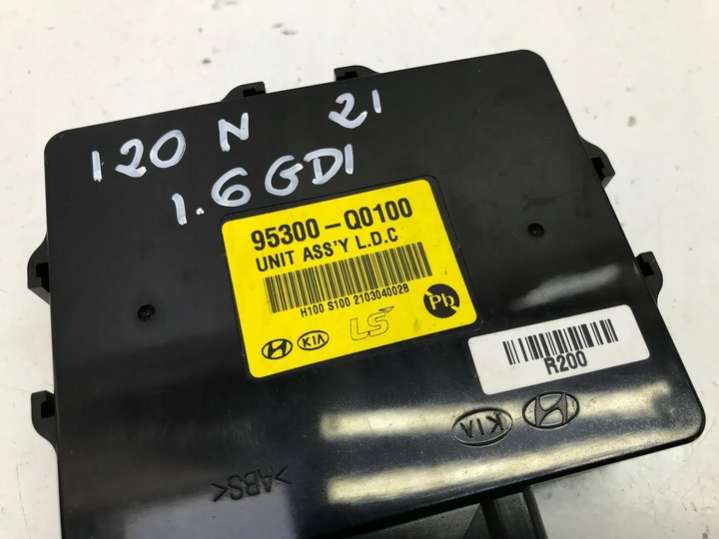 I20 N 21
1.6 GDI
95300-Q0100
UNIT ASS'Y L.D.C
H100 S100 2103040028
LS
Pb
KIA
R200
KIA
>ABS<